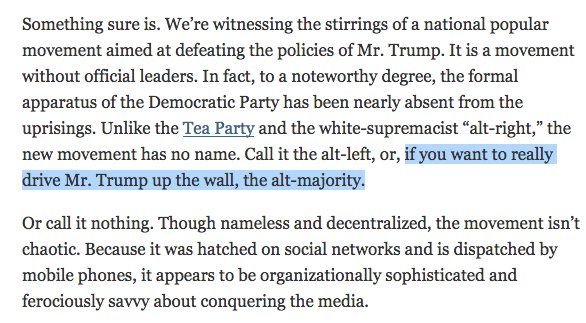 Something sure is. We’re witnessing the stirrings of a national popular
movement aimed at defeating the policies of Mr. Trump. It is a movement
without official leaders. In fact, to a noteworthy degree, the formal
apparatus of the Democratic Party has been nearly absent from the
uprisings. Unlike the Tea Party and the white-supremacist “alt-right,” the
new movement has no name. Call it the alt-left, or, if you want to really
drive Mr. Trump up the wall, the alt-majority.
Or call it nothing. Though nameless and decentralized, the movement isn’t
chaotic. Because it was hatched on social networks and is dispatched by
mobile phones, it appears to be organizationally sophisticated and
ferociously savvy about conquering the media.